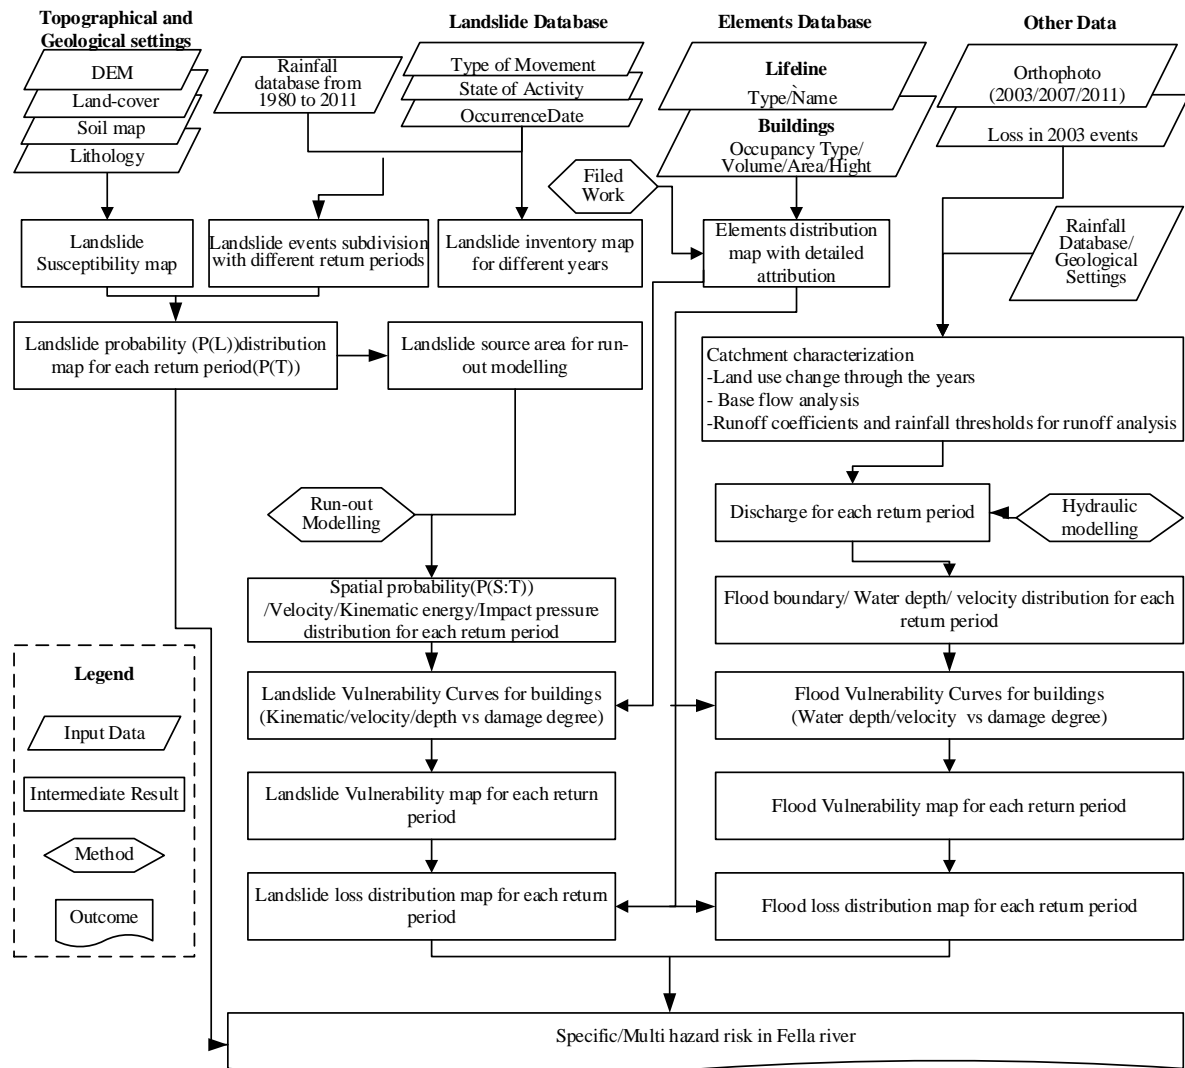 Topographical and
Geological settings
Landslide Database
Elements Database
Other Data
DEM
Land-cover
Soil map
Lithology
Rainfall
database from
1980 to 2011
Type of Movement
State of Activity
OccurrenceDate
Lifeline
Type/Name
Buildings
Occupancy Type/
Volume/Area/Hight
Orthophoto
(2003/2007/2011)
Loss in 2003 events
Filed
Work
Rainfall
Database/
Geological
Settings
Landslide
Susceptibility map
Landslide events subdivision
with different return periods
Landslide inventory map
for different years
Elements distribution
map with detailed
attribution
Landslide probability (P(L))distribution
map for each return period(P(T))
Landslide source area for run-
out modelling
Catchment characterization
-Land use change through the years
- Base flow analysis
-Runoff coefficients and rainfall thresholds for runoff analysis
Run-out
Modelling
Discharge for each return period
Hydraulic
modelling
Spatial probability(P(S:T))
/Velocity/Kinematic energy/Impact pressure
distribution for each return period
Flood boundary/ Water depth/ velocity distribution for each
return period
Legend
Input Data
Intermediate Result
Method
Outcome
Landslide Vulnerability Curves for buildings
(Kinematic/velocity/depth vs damage degree)
Flood Vulnerability Curves for buildings
(Water depth/velocity vs damage degree)
Landslide Vulnerability map for each return
period
Flood Vulnerability map for each return period
Landslide loss distribution map for each return
period
Flood loss distribution map for each return period
Specific/Multi hazard risk in Fella river